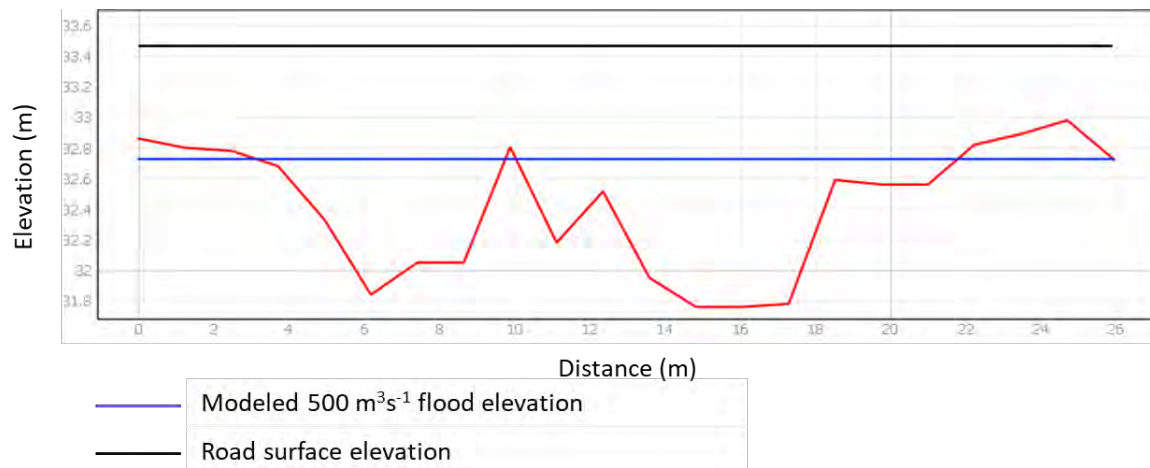 33.6
33.4
33.2
33
32.8
32.6
32.4
32.2
32
31.8
Elevation (m)
0 2 4 6 8 10 12 14 16 18 20 22 24 26
Distance (m)
Modeled 500 m³s⁻¹ flood elevation
Road surface elevation